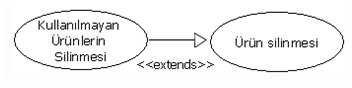 Kullanılmayan
Ürünlerin
Silinmesi
Ürün silinmesi
<<extends>>